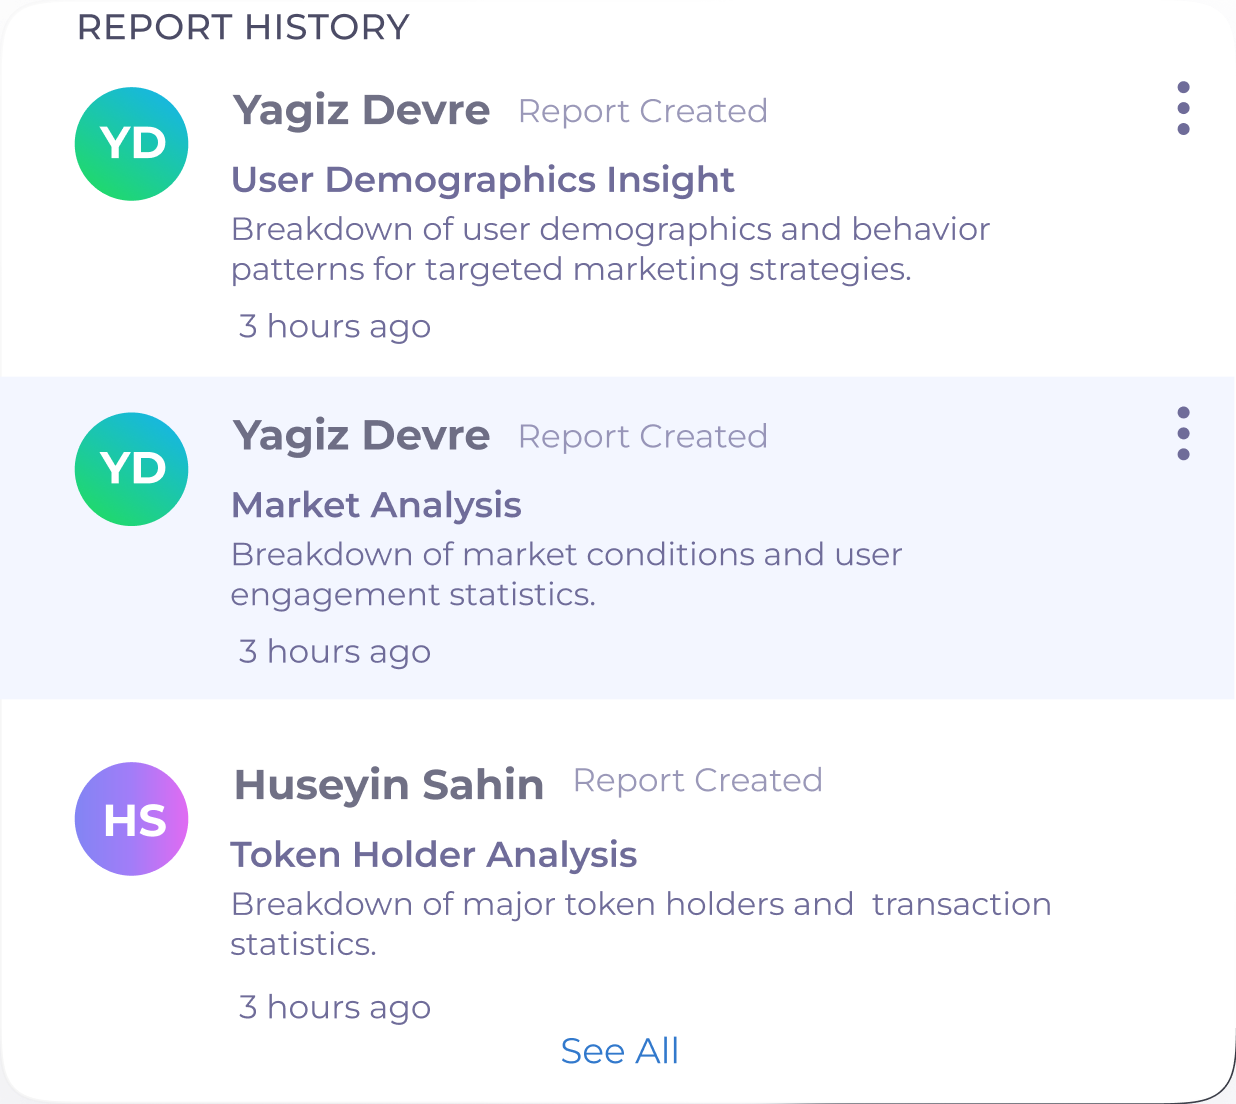 REPORT HISTORY
YD
Yagiz Devre Report Created
User Demographics Insight
Breakdown of user demographics and behavior
patterns for targeted marketing strategies.
3 hours ago
YD
Yagiz Devre Report Created
Market Analysis
Breakdown of market conditions and user
engagement statistics.
3 hours ago
HS
Huseyin Sahin Report Created
Token Holder Analysis
Breakdown of major token holders and  transaction
statistics.
3 hours ago
See All